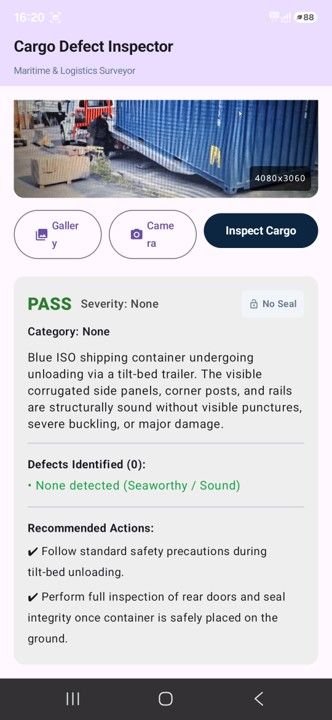 16:20
88
Cargo Defect Inspector
Maritime & Logistics Surveyor
4080x3060
Galler
y
Came
ra
Inspect Cargo
PASS Severity: None
No Seal
Category: None
Blue ISO shipping container undergoing
unloading via a tilt-bed trailer. The visible
corrugated side panels, corner posts, and rails
are structurally sound without visible punctures,
severe buckling, or major damage.
Defects Identified (0):
• None detected (Seaworthy / Sound)
Recommended Actions:
✔ Follow standard safety precautions during
tilt-bed unloading.
✔ Perform full inspection of rear doors and seal
integrity once container is safely placed on the
ground.